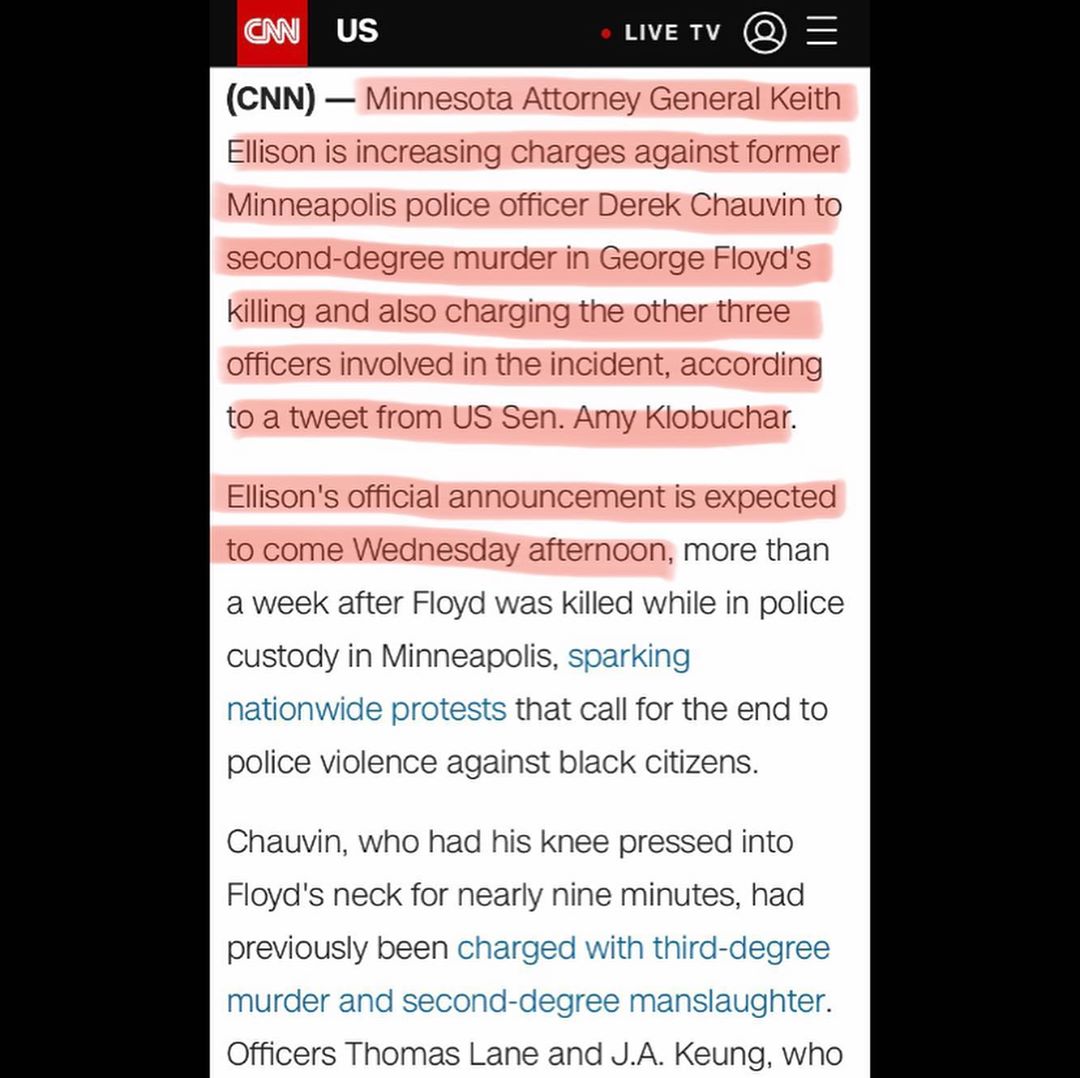 CNN US LIVE TV
(CNN) — Minnesota Attorney General Keith
Ellison is increasing charges against former
Minneapolis police officer Derek Chauvin to
second-degree murder in George Floyd's
killing and also charging the other three
officers involved in the incident, according
to a tweet from US Sen. Amy Klobuchar.
Ellison's official announcement is expected
to come Wednesday afternoon, more than
a week after Floyd was killed while in police
custody in Minneapolis, sparking
nationwide protests that call for the end to
police violence against black citizens.
Chauvin, who had his knee pressed into
Floyd's neck for nearly nine minutes, had
previously been charged with third-degree
murder and second-degree manslaughter.
Officers Thomas Lane and J.A. Keung, who